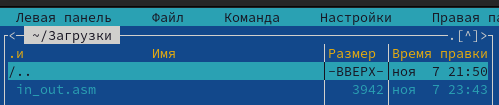 Левая панель Файл Команда Настройки Правая па
<─ ~/Загрузки .[^]>
.и Имя Размер Время правки
/.. -ВВЕРХ- ноя 7 21:50
in_out.asm 3942 ноя 7 23:43